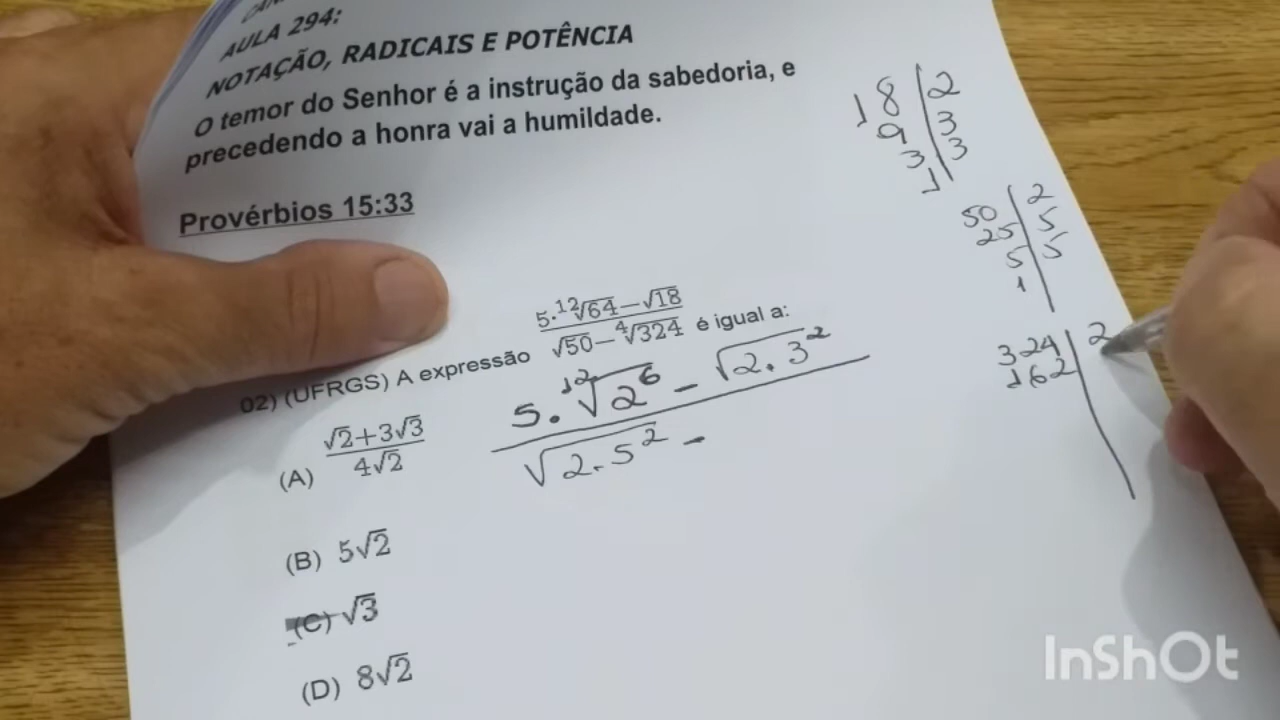 AULA 294:
NOTAÇÃO, RADICAIS E POTÊNCIA
O temor do Senhor é a instrução da sabedoria, e
precedendo a honra vai a humildade.
Provérbios 15:33
02) (UFRGS) A expressão (5.¹²√64 − √18)/(√50 − ⁴√324) é igual a:
5.¹²√2⁶ − √2.3²
√2.5² −
(A) (√2+3√3)/(4√2)
(B) 5√2
(C) √3
(D) 8√2
18 | 2
9 | 3
3 | 3
1
50 | 2
25 | 5
5 | 5
1
324 | 2
162
InShOt